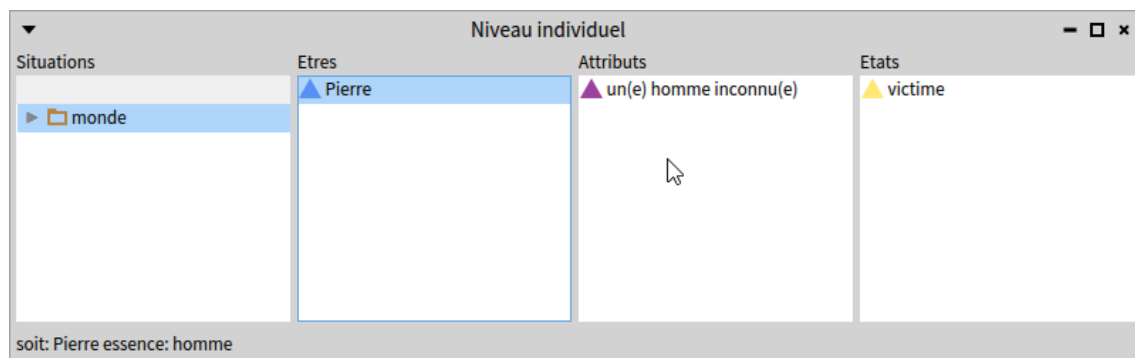 Niveau individuel
Situations Etres Attributs Etats
Pierre un(e) homme inconnu(e) victime
monde
soit: Pierre essence: homme